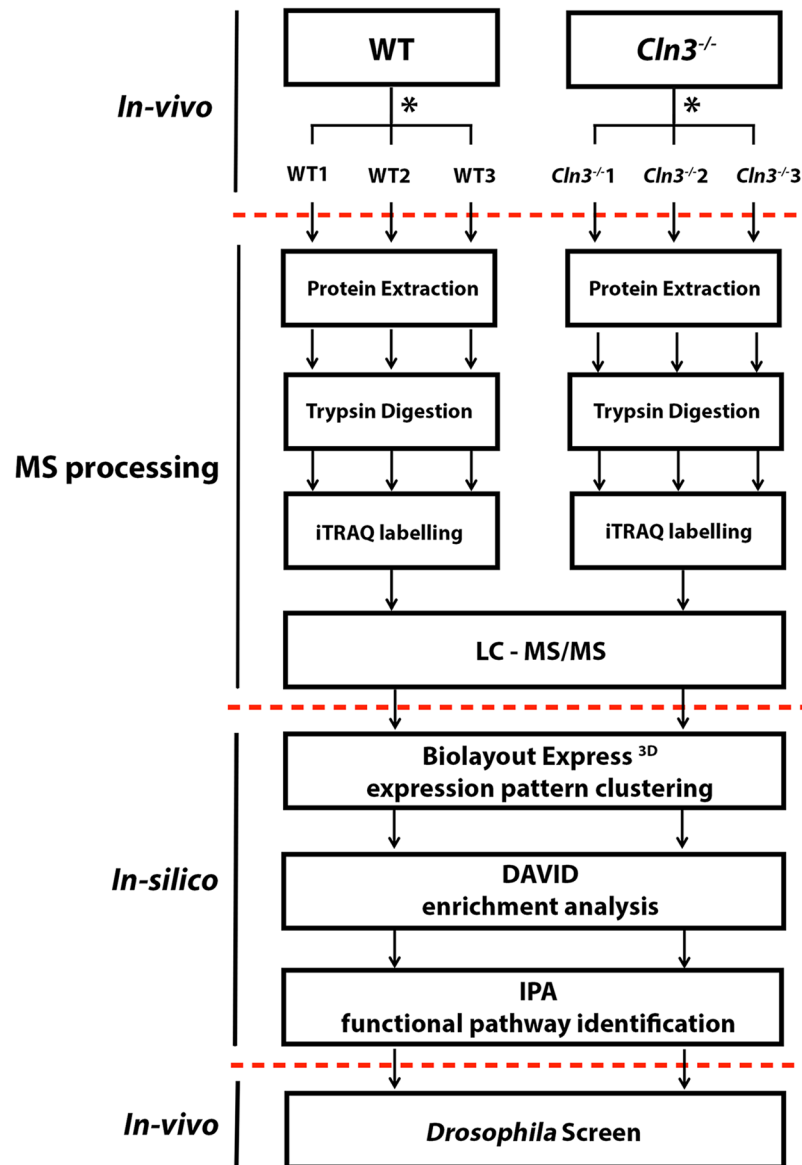 WT
Cln3-/-
In-vivo
*
*
WT1
WT2
WT3
Cln3-/-1
Cln3-/-2
Cln3-/-3
Protein Extraction
Protein Extraction
Trypsin Digestion
Trypsin Digestion
MS processing
iTRAQ labelling
iTRAQ labelling
LC - MS/MS
Biolayout Express 3D
expression pattern clustering
In-silico
DAVID
enrichment analysis
IPA
functional pathway identification
In-vivo
Drosophila Screen